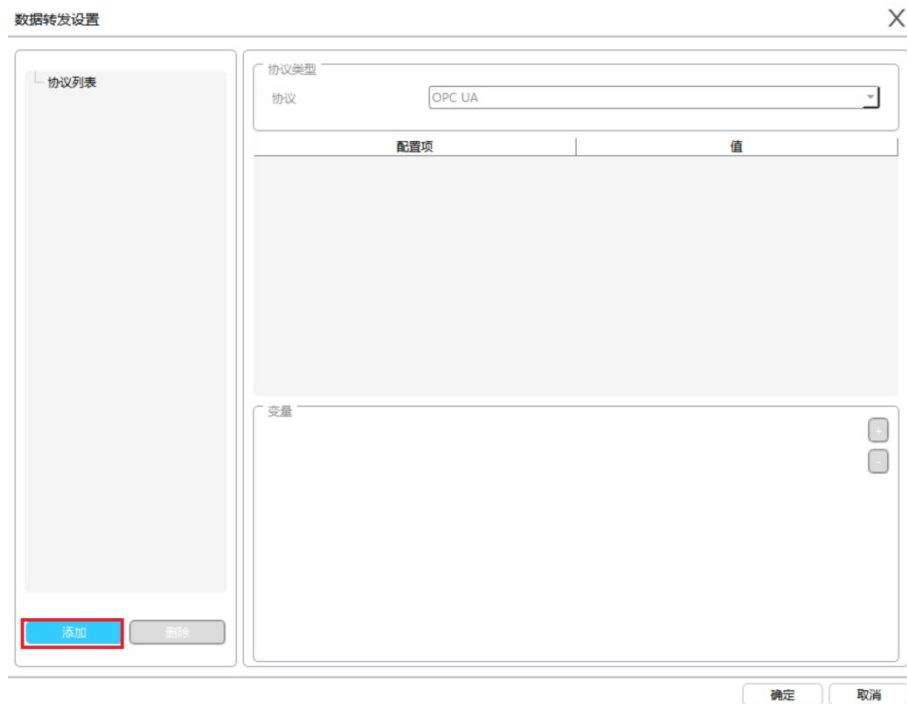 数据转发设置
协议列表
协议类型
协议 OPC UA
配置项 值
变量
+
-
添加 删除
确定 取消